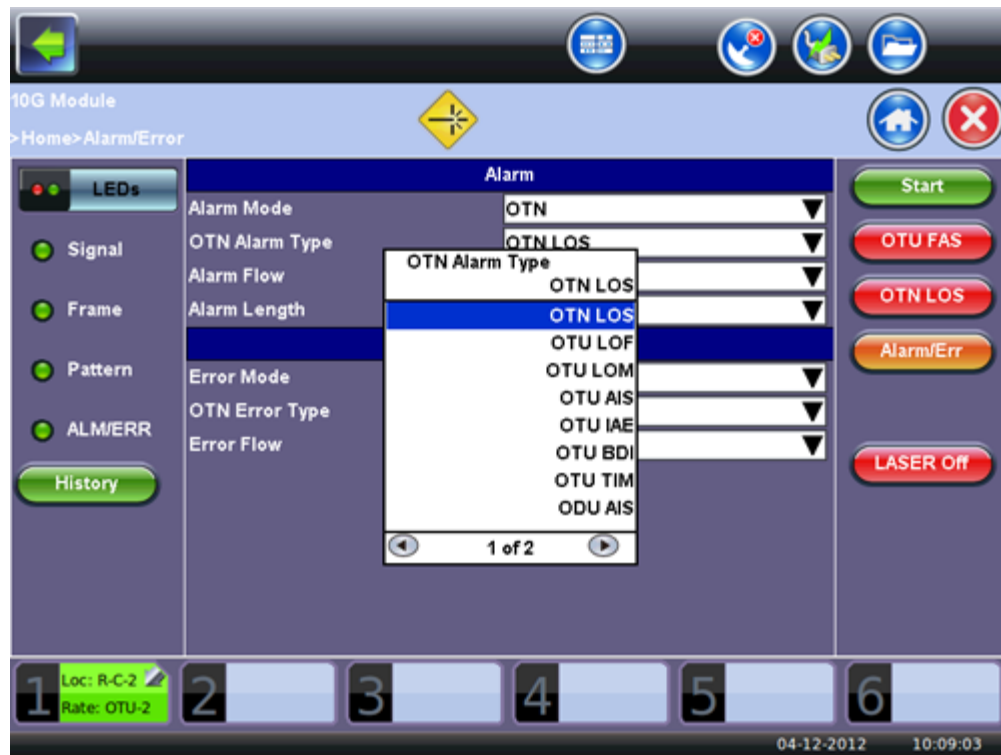 10G Module
>Home>Alarm/Error
LEDs
Signal
Frame
Pattern
ALM/ERR
History
Alarm
Alarm Mode
OTN
OTN Alarm Type
OTN LOS
Alarm Flow
Alarm Length
Error Mode
OTN Error Type
Error Flow
OTN Alarm Type
OTN LOS
OTN LOS
OTU LOF
OTU LOM
OTU AIS
OTU IAE
OTU BDI
OTU TIM
ODU AIS
1 of 2
Start
OTU FAS
OTN LOS
Alarm/Err
LASER Off
1
Loc: R-C-2
Rate: OTU-2
2
3
4
5
6
04-12-2012 10:09:03